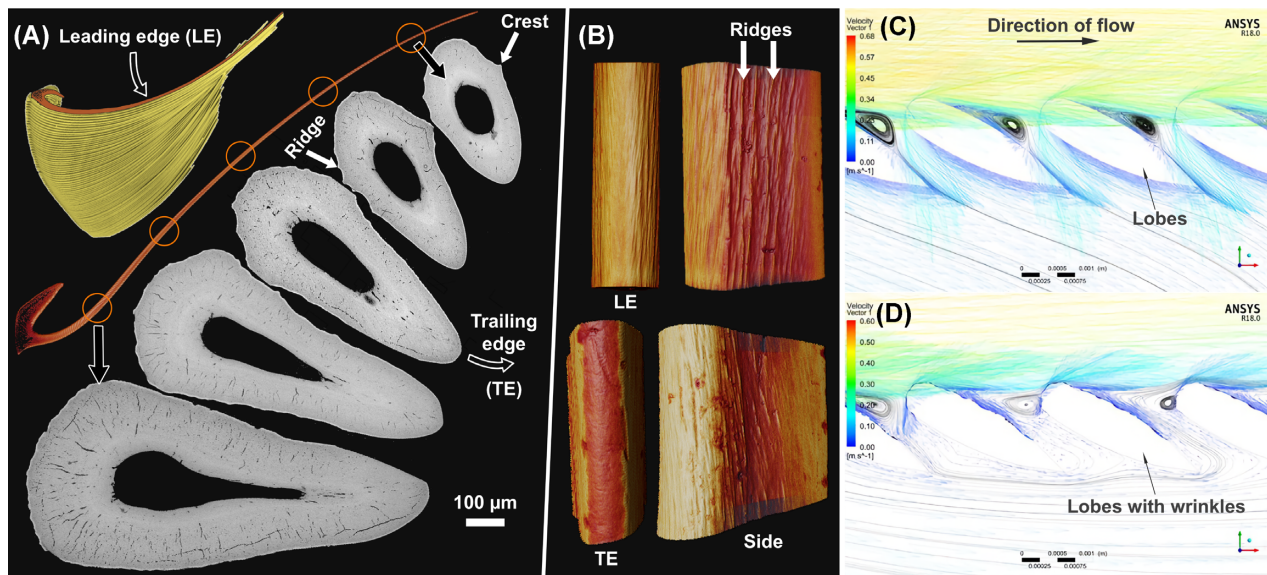 (A)
Leading edge (LE)
Crest
Ridge
Trailing
edge
(TE)
100 µm
(B)
Ridges
LE
TE
Side
(C)
Velocity
Vector 1
0.68
0.57
0.45
0.34
0.11
0.00
[m s^-1]
Direction of flow
ANSYS
R18.0
Lobes
0
0.0005
0.001
(m)
0.00025
0.00075
(D)
Velocity
Vector 1
0.60
0.50
0.40
0.30
0.20
0.10
0.00
[m s^-1]
ANSYS
R18.0
Lobes with wrinkles
0
0.0005
0.001
(m)
0.00025
0.00075